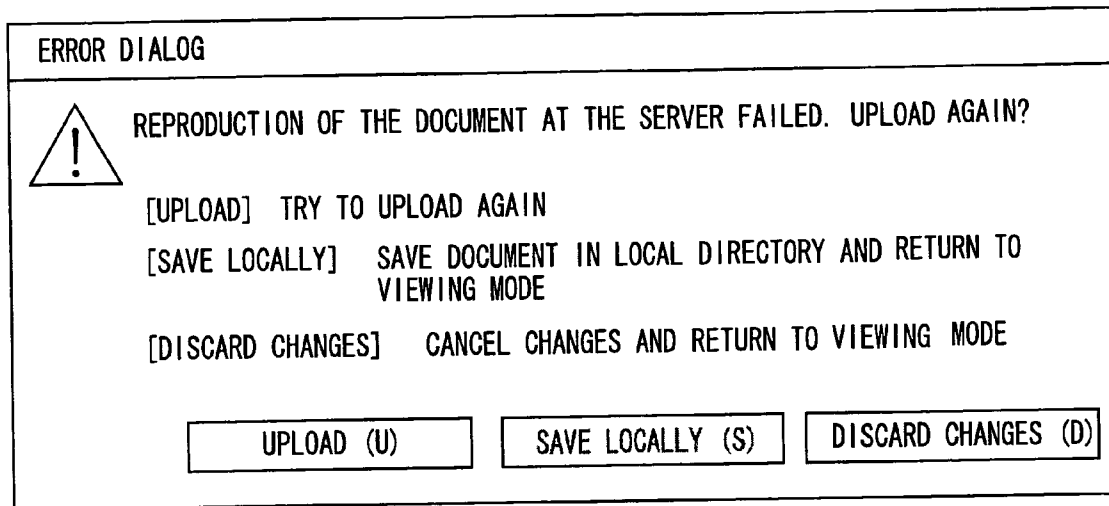 ERROR DIALOG
! REPRODUCTION OF THE DOCUMENT AT THE SERVER FAILED. UPLOAD AGAIN?
[UPLOAD] TRY TO UPLOAD AGAIN
[SAVE LOCALLY] SAVE DOCUMENT IN LOCAL DIRECTORY AND RETURN TO
VIEWING MODE
[DISCARD CHANGES] CANCEL CHANGES AND RETURN TO VIEWING MODE
UPLOAD (U) SAVE LOCALLY (S) DISCARD CHANGES (D)